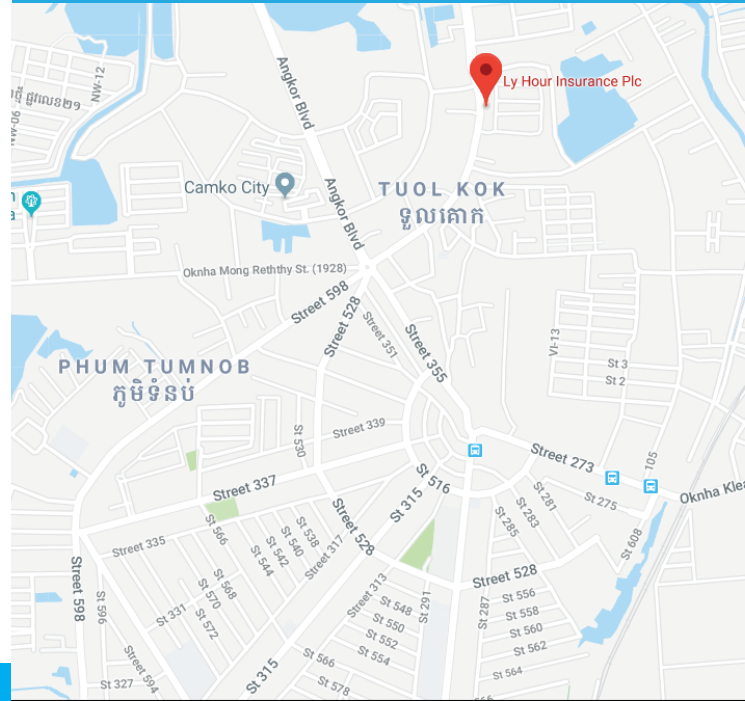 NW-12
NW-06
Angkor Blvd
Ly Hour Insurance Plc
Camko City
Angkor Blvd
TUOL KOK
ទួលគោក
Oknha Mong Reththy St. (1928)
Street 598
Street 528
Street 351
Street 355
VI-13
St 3
St 2
PHUM TUMNOB
ភូមិទំនប់
St 530
Street 339
Street 273
105
Street 337
St 516
St 315
St 281
St 283
St 285
St 275
Oknha Klea
St 608
Street 335
St 566
St 538
St 540
St 542
St 544
Street 317
Street 528
Street 313
Street 528
Street 598
St 596
St 568
St 570
St 572
St 331
St 548
St 550
St 552
St 554
St 291
St 287
St 556
St 558
St 560
St 562
St 564
St 327
Street 594
St 315
St 566
St 578